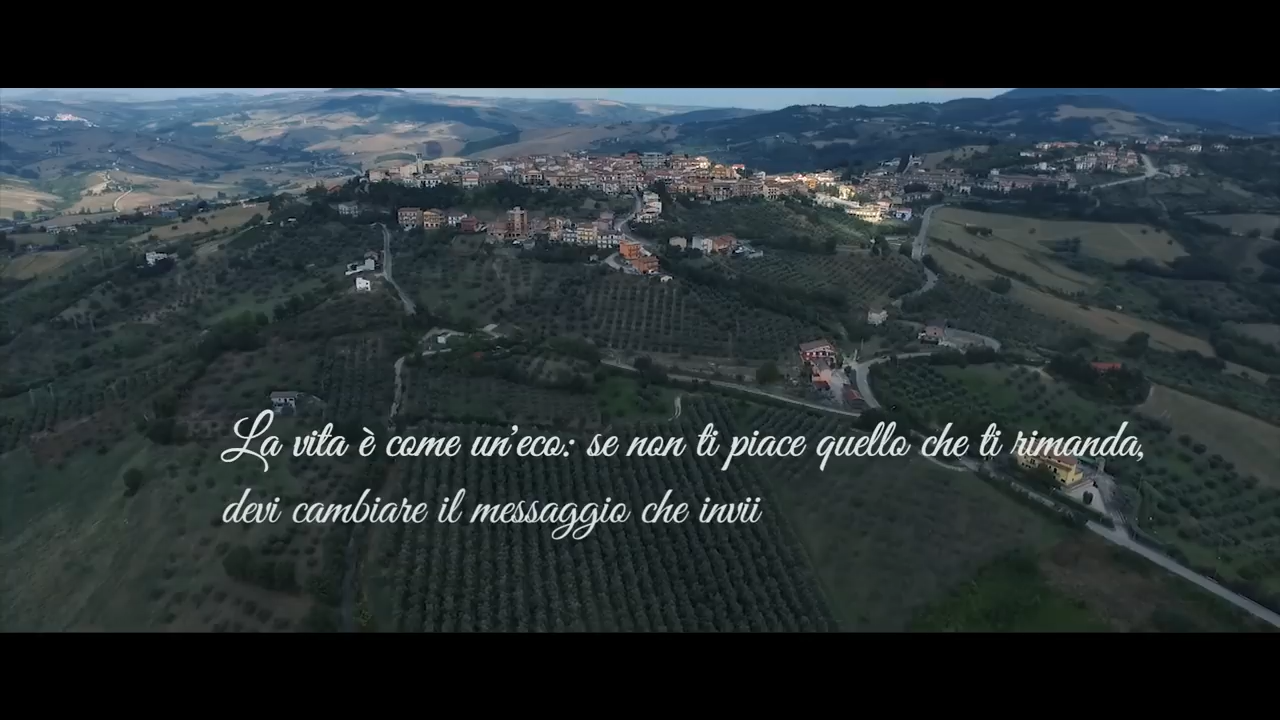 La vita è come un'eco: se non ti piace quello che ti rimanda,
devi cambiare il messaggio che invii